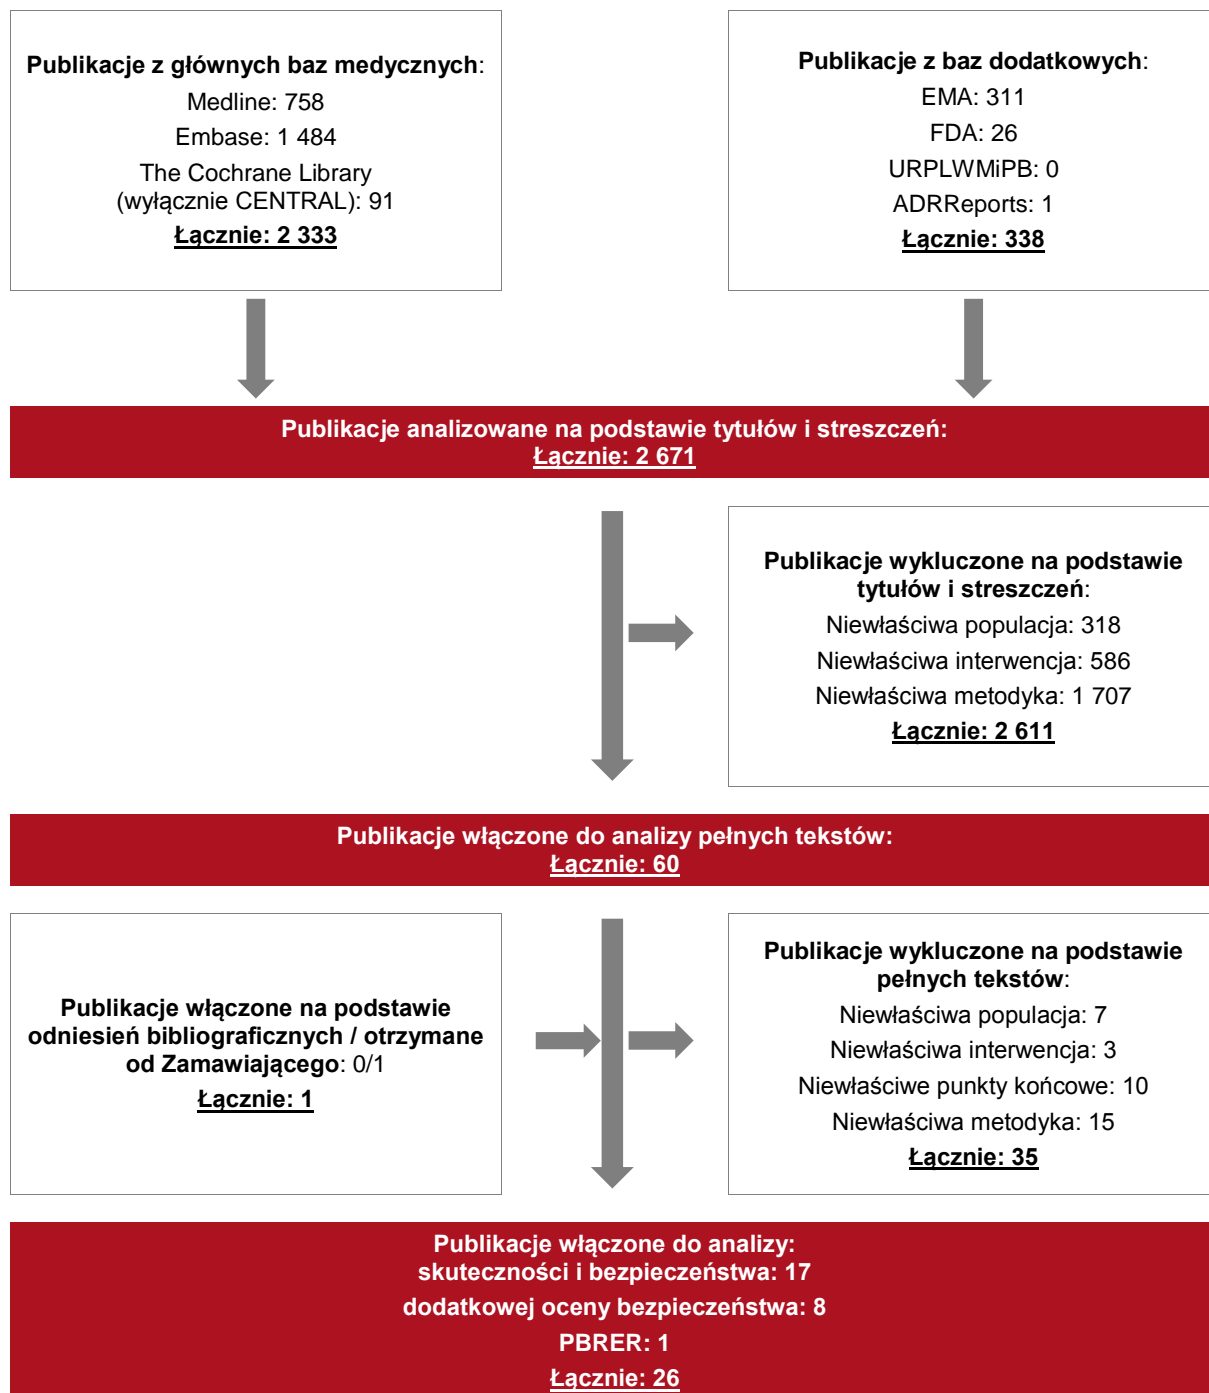 Publikacje z głównych baz medycznych:
Medline: 758
Embase: 1 484
The Cochrane Library
(wyłącznie CENTRAL): 91
Łącznie: 2 333
Publikacje z baz dodatkowych:
EMA: 311
FDA: 26
URPLWMiPB: 0
ADRReports: 1
Łącznie: 338
Publikacje analizowane na podstawie tytułów i streszczeń:
Łącznie: 2 671
Publikacje wykluczone na podstawie
tytułów i streszczeń:
Niewłaściwa populacja: 318
Niewłaściwa interwencja: 586
Niewłaściwa metodyka: 1 707
Łącznie: 2 611
Publikacje włączone do analizy pełnych tekstów:
Łącznie: 60
Publikacje włączone na podstawie
odniesień bibliograficznych / otrzymane
od Zamawiającego: 0/1
Łącznie: 1
Publikacje wykluczone na podstawie
pełnych tekstów:
Niewłaściwa populacja: 7
Niewłaściwa interwencja: 3
Niewłaściwe punkty końcowe: 10
Niewłaściwa metodyka: 15
Łącznie: 35
Publikacje włączone do analizy:
skuteczności i bezpieczeństwa: 17
dodatkowej oceny bezpieczeństwa: 8
PBRER: 1
Łącznie: 26